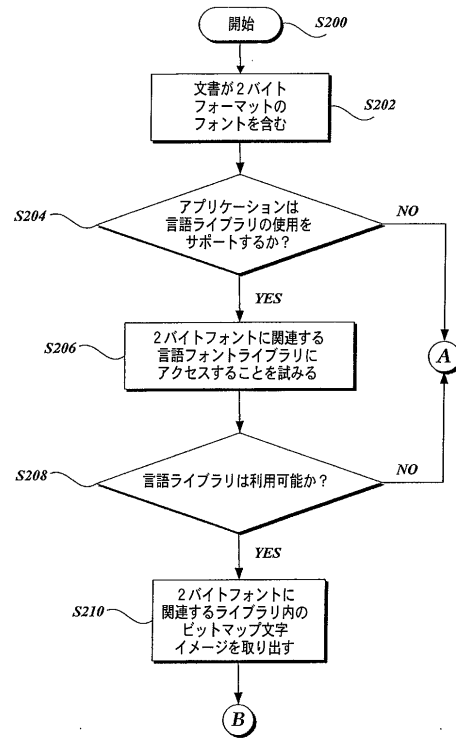 開始
S200
文書が2バイト
フォーマットの
フォントを含む
S202
S204
アプリケーションは
言語ライブラリの使用を
サポートするか？
NO
YES
S206
2バイトフォントに関連する
言語フォントライブラリに
アクセスすることを試みる
A
S208
言語ライブラリは利用可能か？
NO
YES
S210
2バイトフォントに
関連するライブラリ内の
ビットマップ文字
イメージを取り出す
B